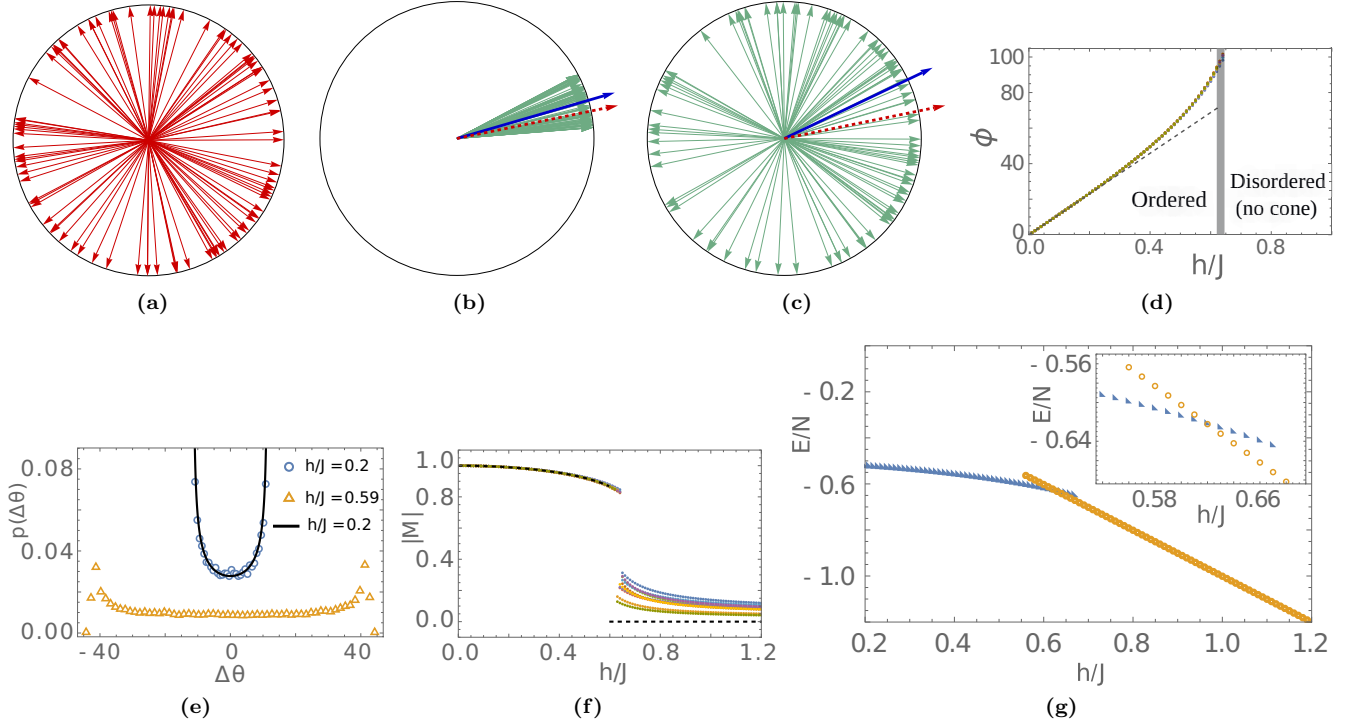 (a)
(b)
(c)
ϕ
100
80
40
0
Ordered
Disordered
(no cone)
0.0
0.4
0.8
h/J
(d)
p(Δθ)
0.08
0.04
0.00
h/J = 0.2
h/J = 0.59
h/J = 0.2
- 40
0
40
Δθ
(e)
|M|
1.0
0.8
0.4
0.0
0.0
0.4
0.8
1.2
h/J
(f)
E/N
- 0.2
- 0.6
- 1.0
0.2
0.4
0.6
0.8
1.0
1.2
h/J
E/N
- 0.56
- 0.64
0.58
0.66
h/J
(g)